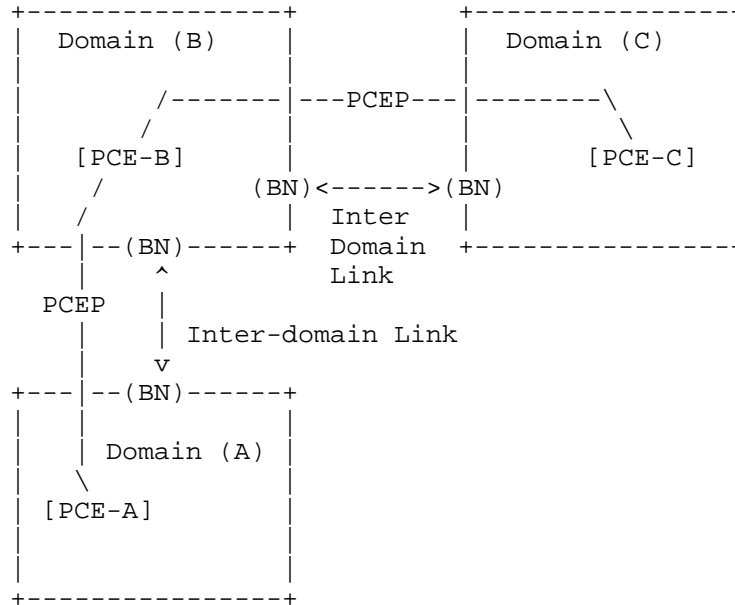 Domain (B) Domain (C)
PCEP
[PCE-B] [PCE-C]
(BN)<------>(BN)
Inter
(BN) Domain
Link
PCEP
Inter-domain Link
(BN)
Domain (A)
[PCE-A]